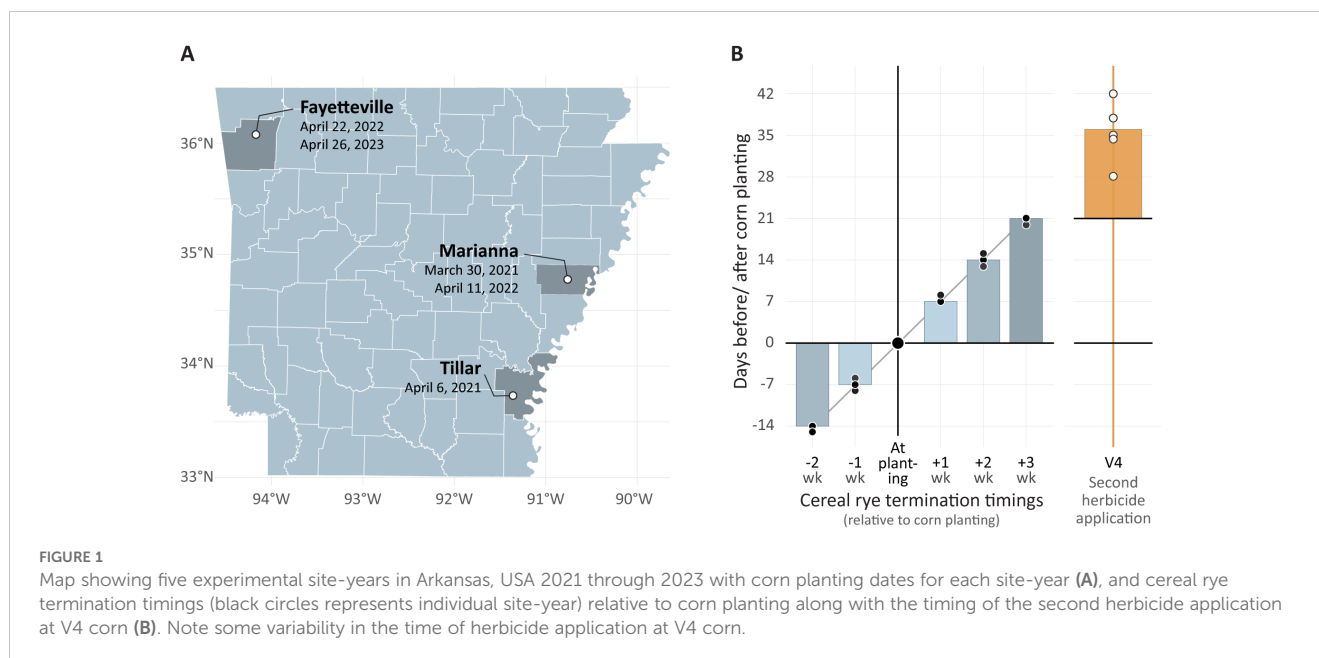 A
Fayetteville
April 22, 2022
April 26, 2023
Marianna
March 30, 2021
April 11, 2022
Tillar
April 6, 2021
36°N
35°N
34°N
33°N
94°W
93°W
92°W
91°W
90°W
B
Days before/ after corn planting
42
35
28
21
14
7
0
-7
-14
-2
wk
-1
wk
At
plant-
ing
+1
wk
+2
wk
+3
wk
Cereal rye termination timings
(relative to corn planting)
V4
Second
herbicide
application
FIGURE 1
Map showing five experimental site-years in Arkansas, USA 2021 through 2023 with corn planting dates for each site-year (A), and cereal rye
termination timings (black circles represents individual site-year) relative to corn planting along with the timing of the second herbicide application
at V4 corn (B). Note some variability in the time of herbicide application at V4 corn.